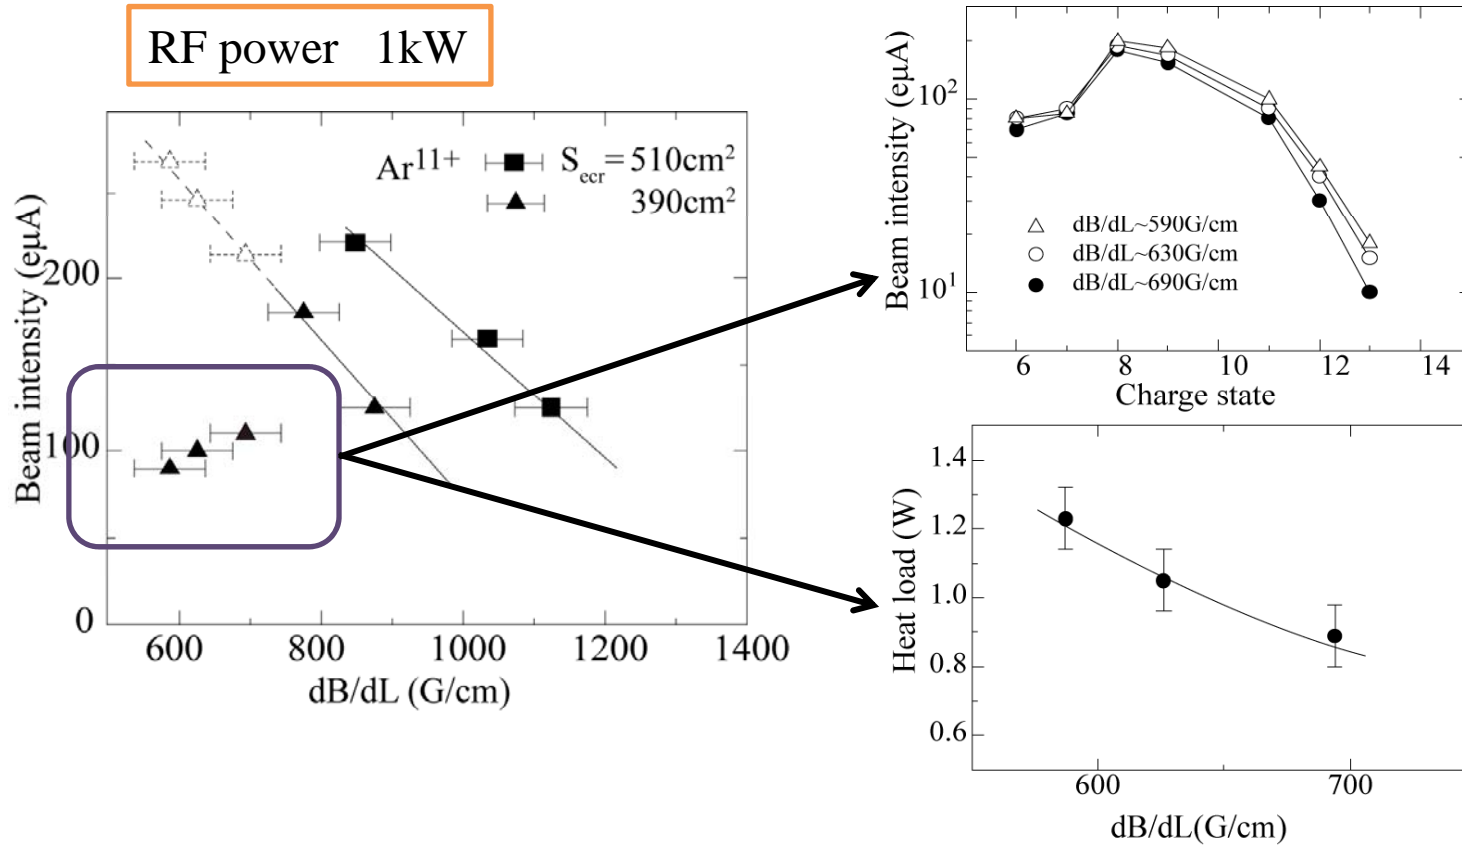 RF power 1kW
Beam intensity (eμA)
200
100
0
Ar11+
Secr = 510cm2
390cm2
600 800 1000 1200 1400
dB/dL (G/cm)
Beam intensity (eμA)
102
101
dB/dL~590G/cm
dB/dL~630G/cm
dB/dL~690G/cm
6 8 10 12 14
Charge state
Heat load (W)
1.4
1.2
1.0
0.8
0.6
600 700
dB/dL(G/cm)